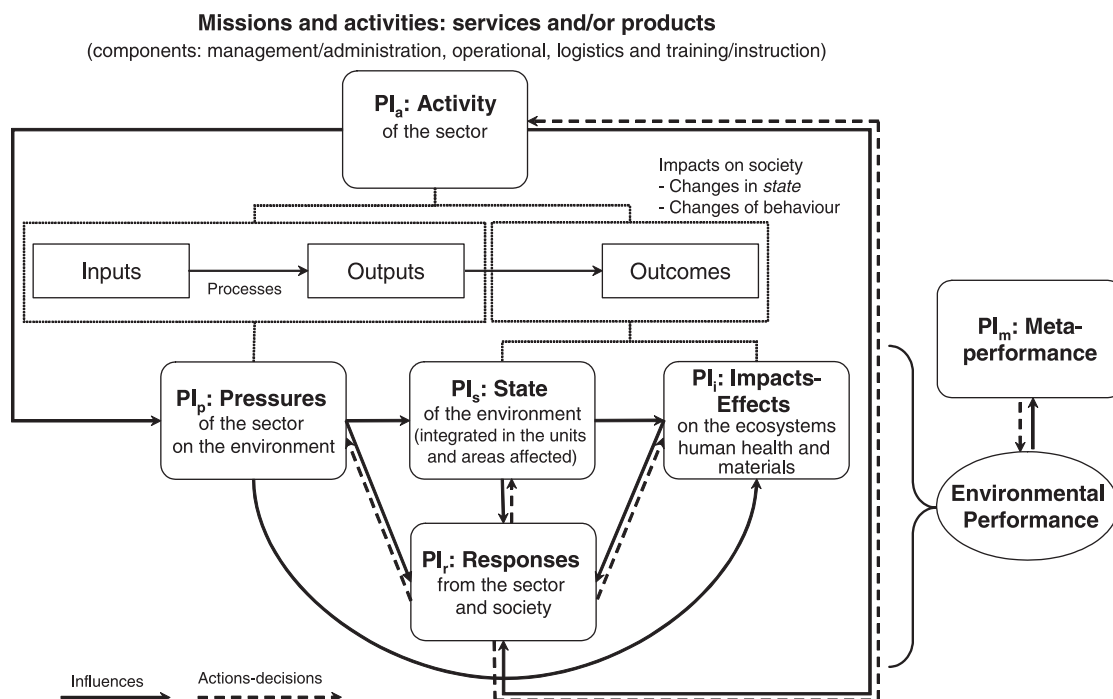 Missions and activities: services and/or products
(components: management/administration, operational, logistics and training/instruction)
PIa: Activity
of the sector
Impacts on society
- Changes in state
- Changes of behaviour
Inputs
Processes
Outputs
Outcomes
PIp: Pressures
of the sector
on the environment
PIs: State
of the environment
(integrated in the units
and areas affected)
PIi: Impacts-
Effects
on the ecosystems
human health and
materials
PIm: Meta-
performance
Environmental
Performance
PIr: Responses
from the sector
and society
Influences
Actions-decisions